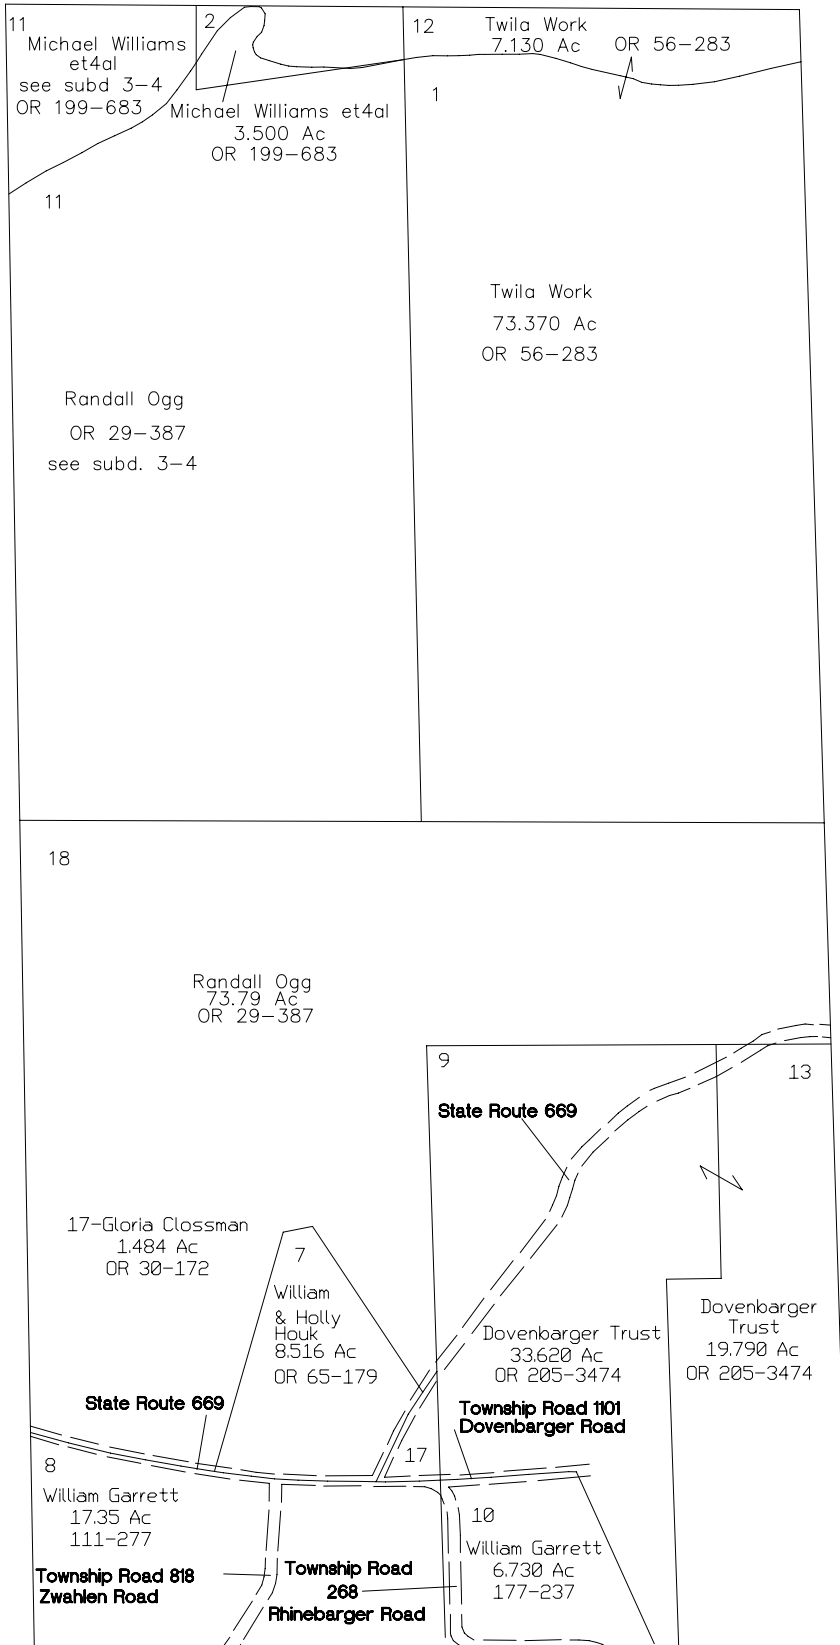 11
Michael Williams
et4al
see subd 3-4
OR 199-683
2
Michael Williams et4al
3.500 Ac
OR 199-683
12
Twila Work
7.130 Ac
OR 56-283
1
11
Twila Work
73.370 Ac
OR 56-283
Randall Ogg
OR 29-387
see subd. 3-4
18
Randall Ogg
73.79 Ac
OR 29-387
9
13
State Route 669
17-Gloria Clossman
1.484 Ac
OR 30-172
7
William
& Holly
Houk
8.516 Ac
OR 65-179
Dovenbarger Trust
33.620 Ac
OR 205-3474
Dovenbarger
Trust
19.790 Ac
OR 205-3474
State Route 669
Township Road 1101
Dovenbarger Road
17
8
William Garrett
17.35 Ac
111-277
10
William Garrett
6.730 Ac
177-237
Township Road 818
Zwahlen Road
Township Road
268
Rhinebarger Road